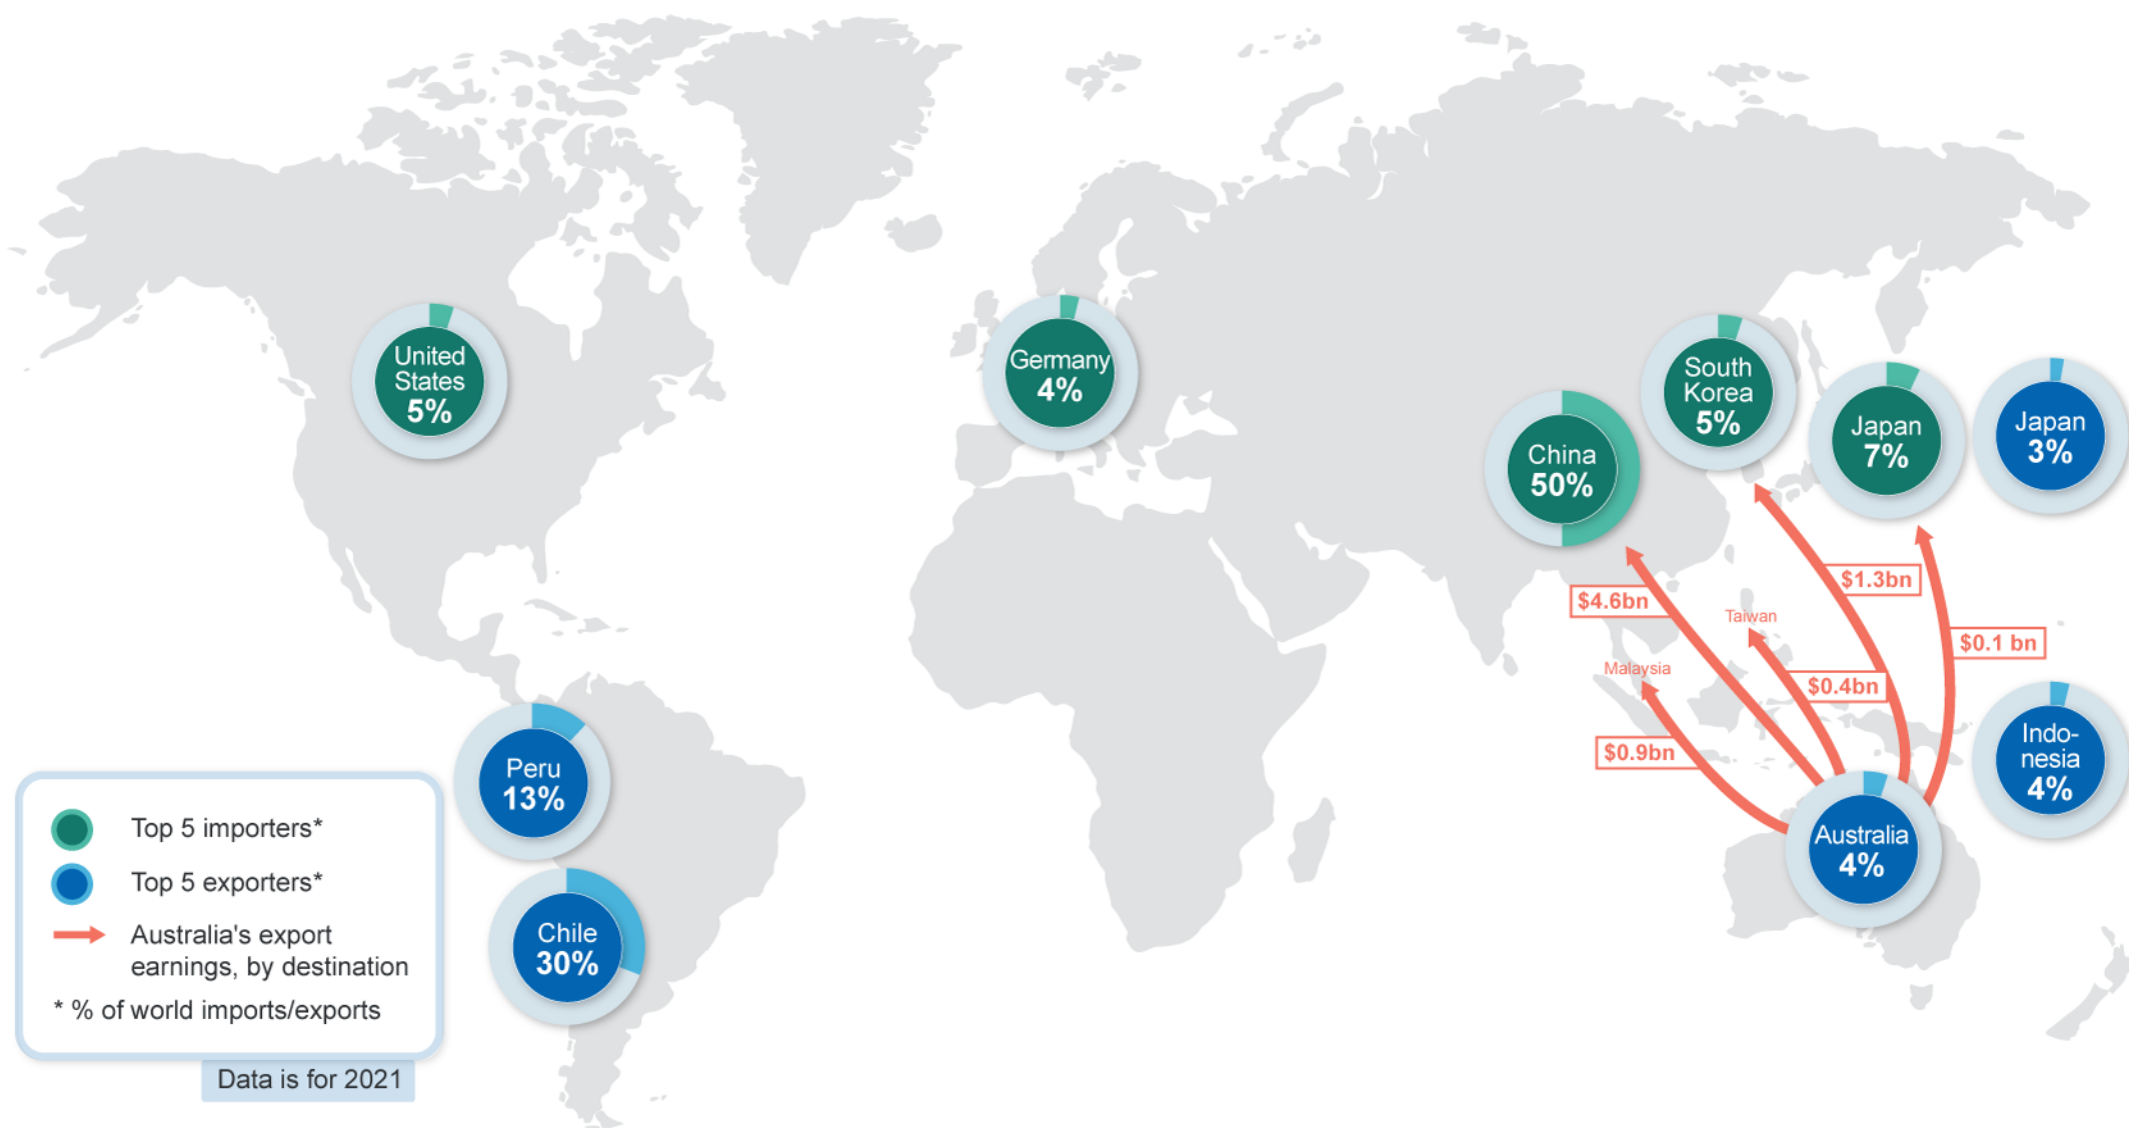 United
States
5%
Germany
4%
China
50%
South
Korea
5%
Japan
7%
Japan
3%
$4.6bn
$1.3bn
Taiwan
$0.1 bn
Malaysia
$0.4bn
$0.9bn
Indo-
nesia
4%
Australia
4%
Peru
13%
Chile
30%
Top 5 importers*
Top 5 exporters*
Australia's export
earnings, by destination
* % of world imports/exports
Data is for 2021